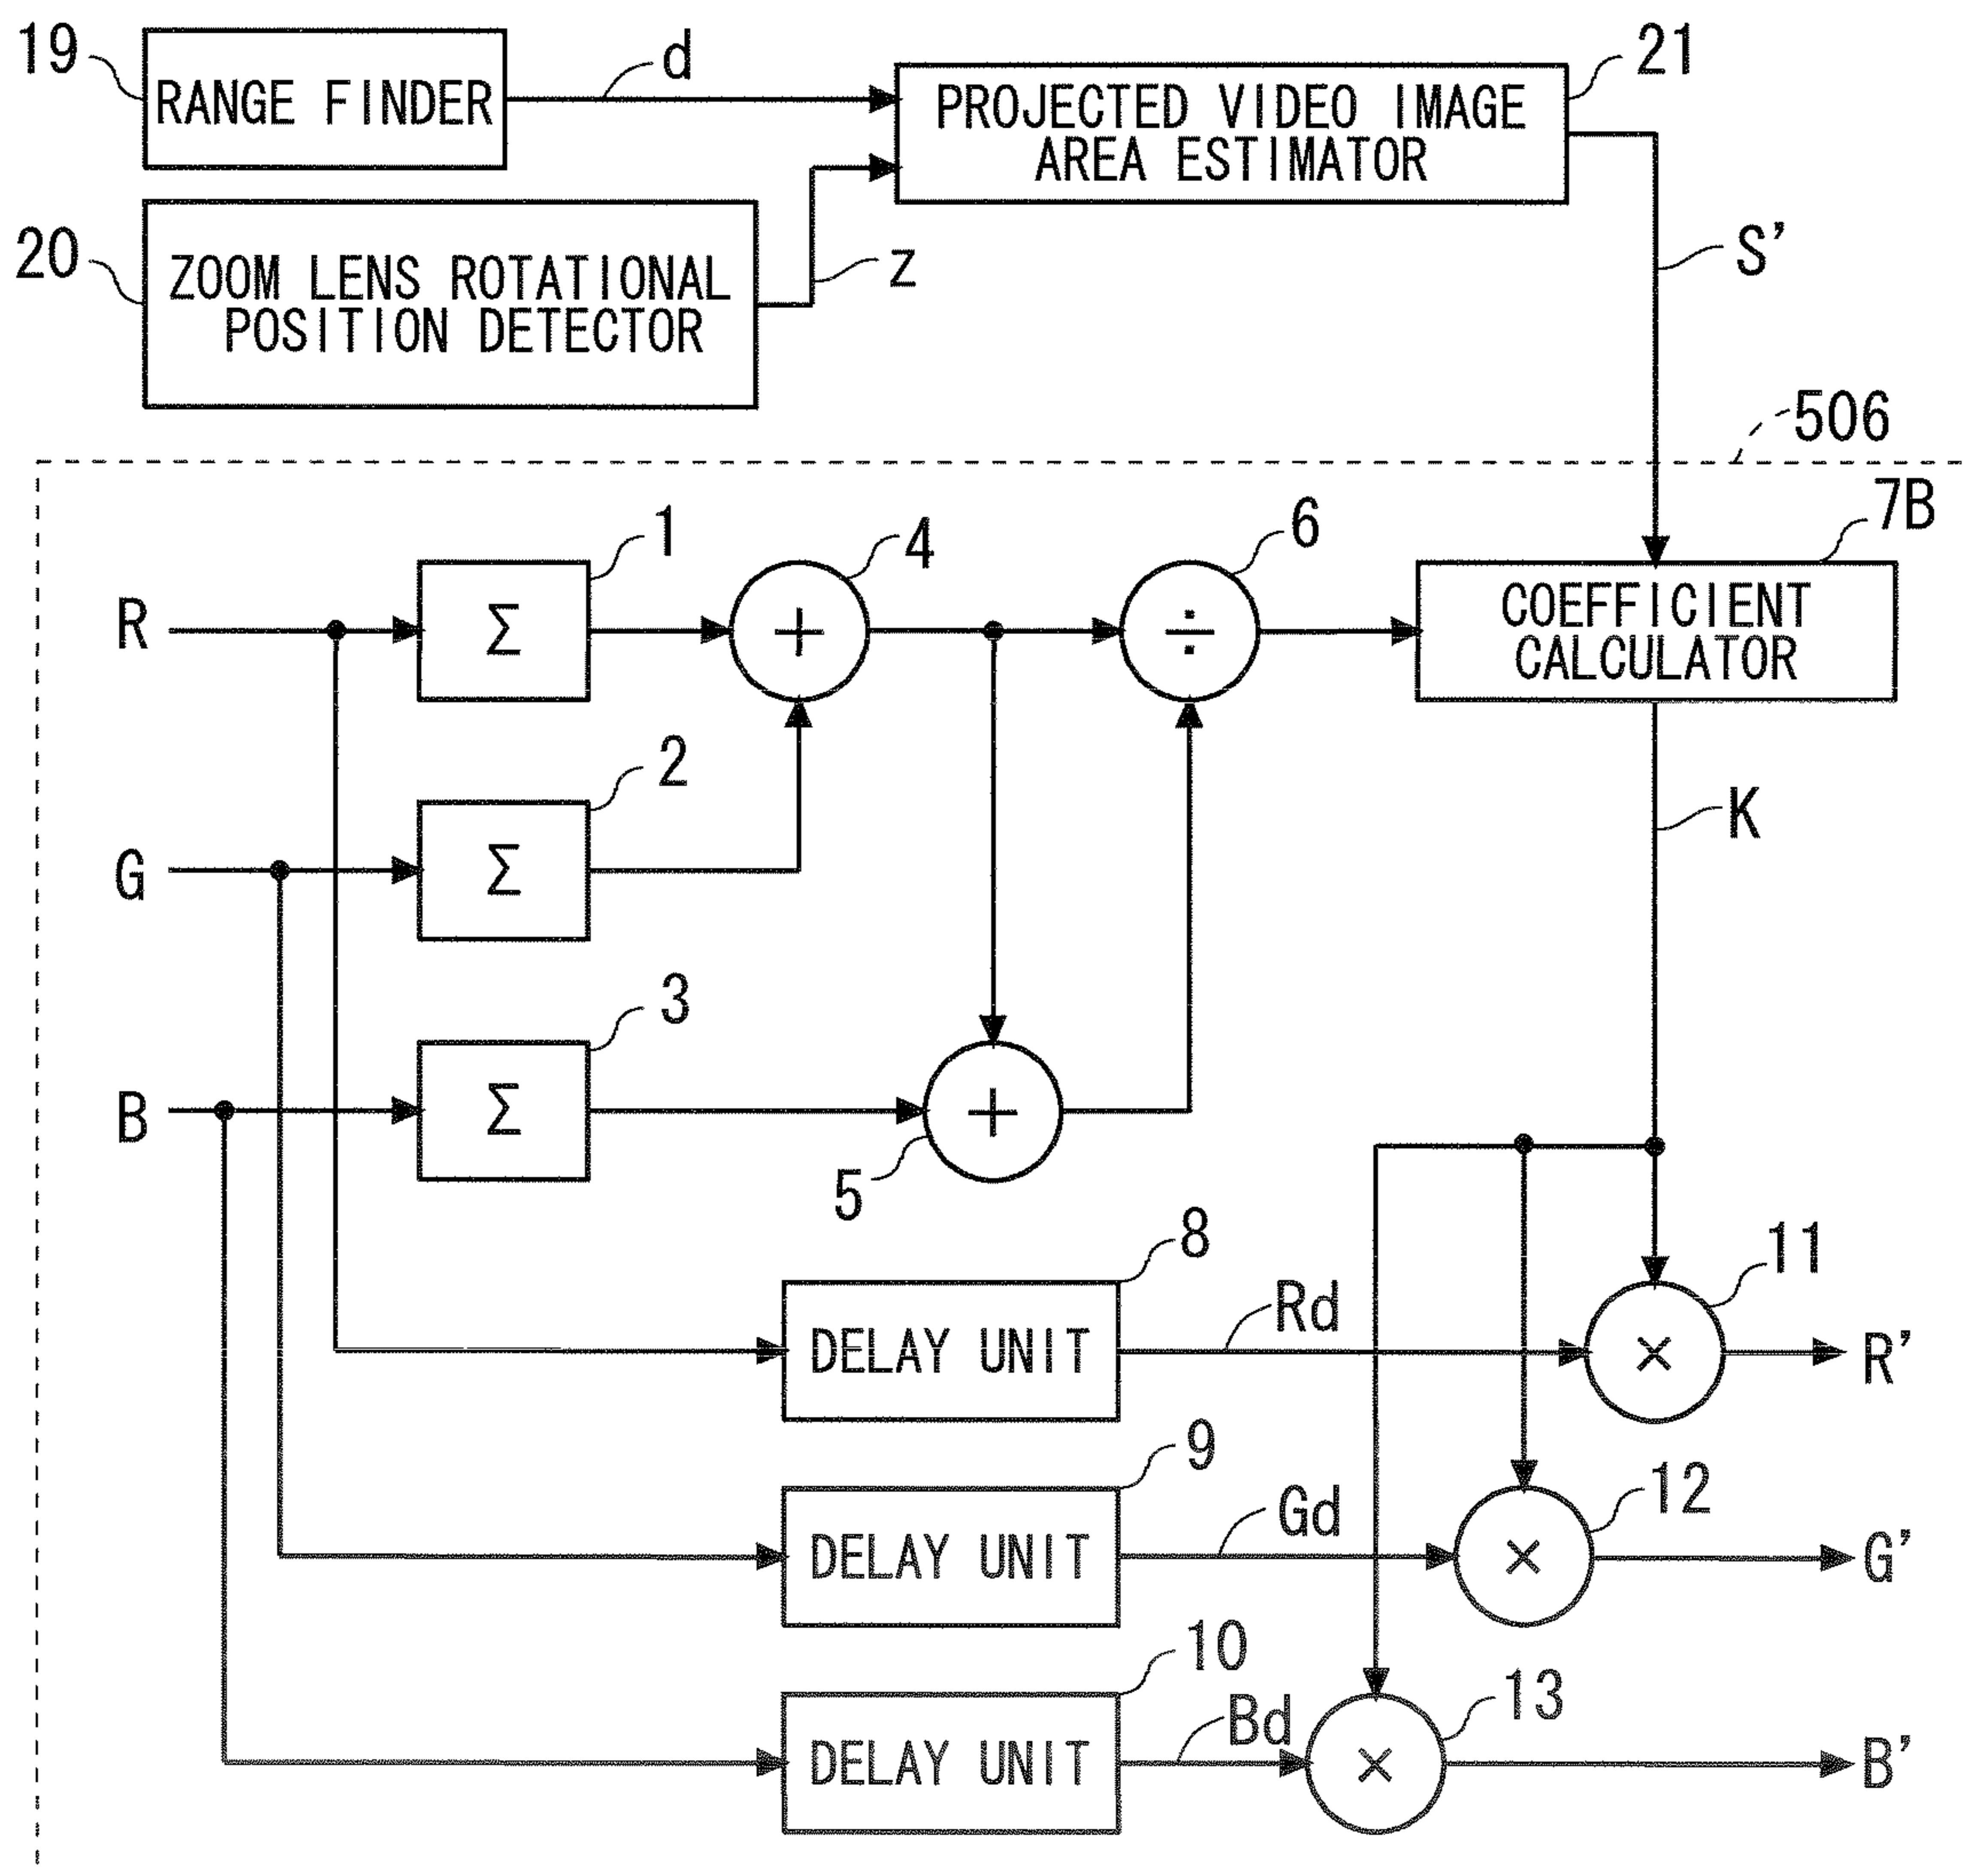 19
RANGE FINDER
d
PROJECTED VIDEO IMAGE
AREA ESTIMATOR
21
20
ZOOM LENS ROTATIONAL
POSITION DETECTOR
z
S'
506
R
Σ
1
+
4
÷
6
COEFFICIENT
CALCULATOR
7B
G
Σ
2
K
B
Σ
3
+
5
DELAY UNIT
8
Rd
×
11
R'
DELAY UNIT
9
Gd
×
12
G'
DELAY UNIT
10
Bd
×
13
B'